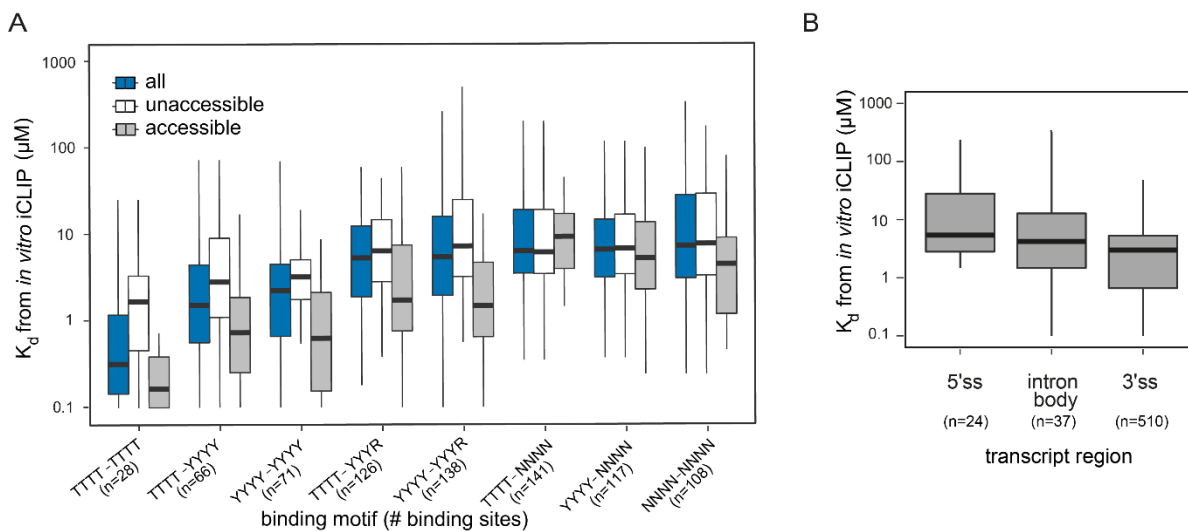 A
K_d from in vitro iCLIP (µM)
1000
100
10
1
0.1
all
unaccessible
accessible
TTTT-TTTT
(n=28)
TTTT-YYYY
(n=66)
YYYY-YYYY
(n=71)
TTTT-YYYR
(n=126)
YYYY-YYYR
(n=138)
TTTT-NNNN
(n=141)
YYYY-NNNN
(n=117)
NNNN-NNNN
(n=108)
binding motif (# binding sites)
B
K_d from in vitro iCLIP (µM)
1000
100
10
1
0.1
5'ss
(n=24)
intron
body
(n=37)
3'ss
(n=510)
transcript region